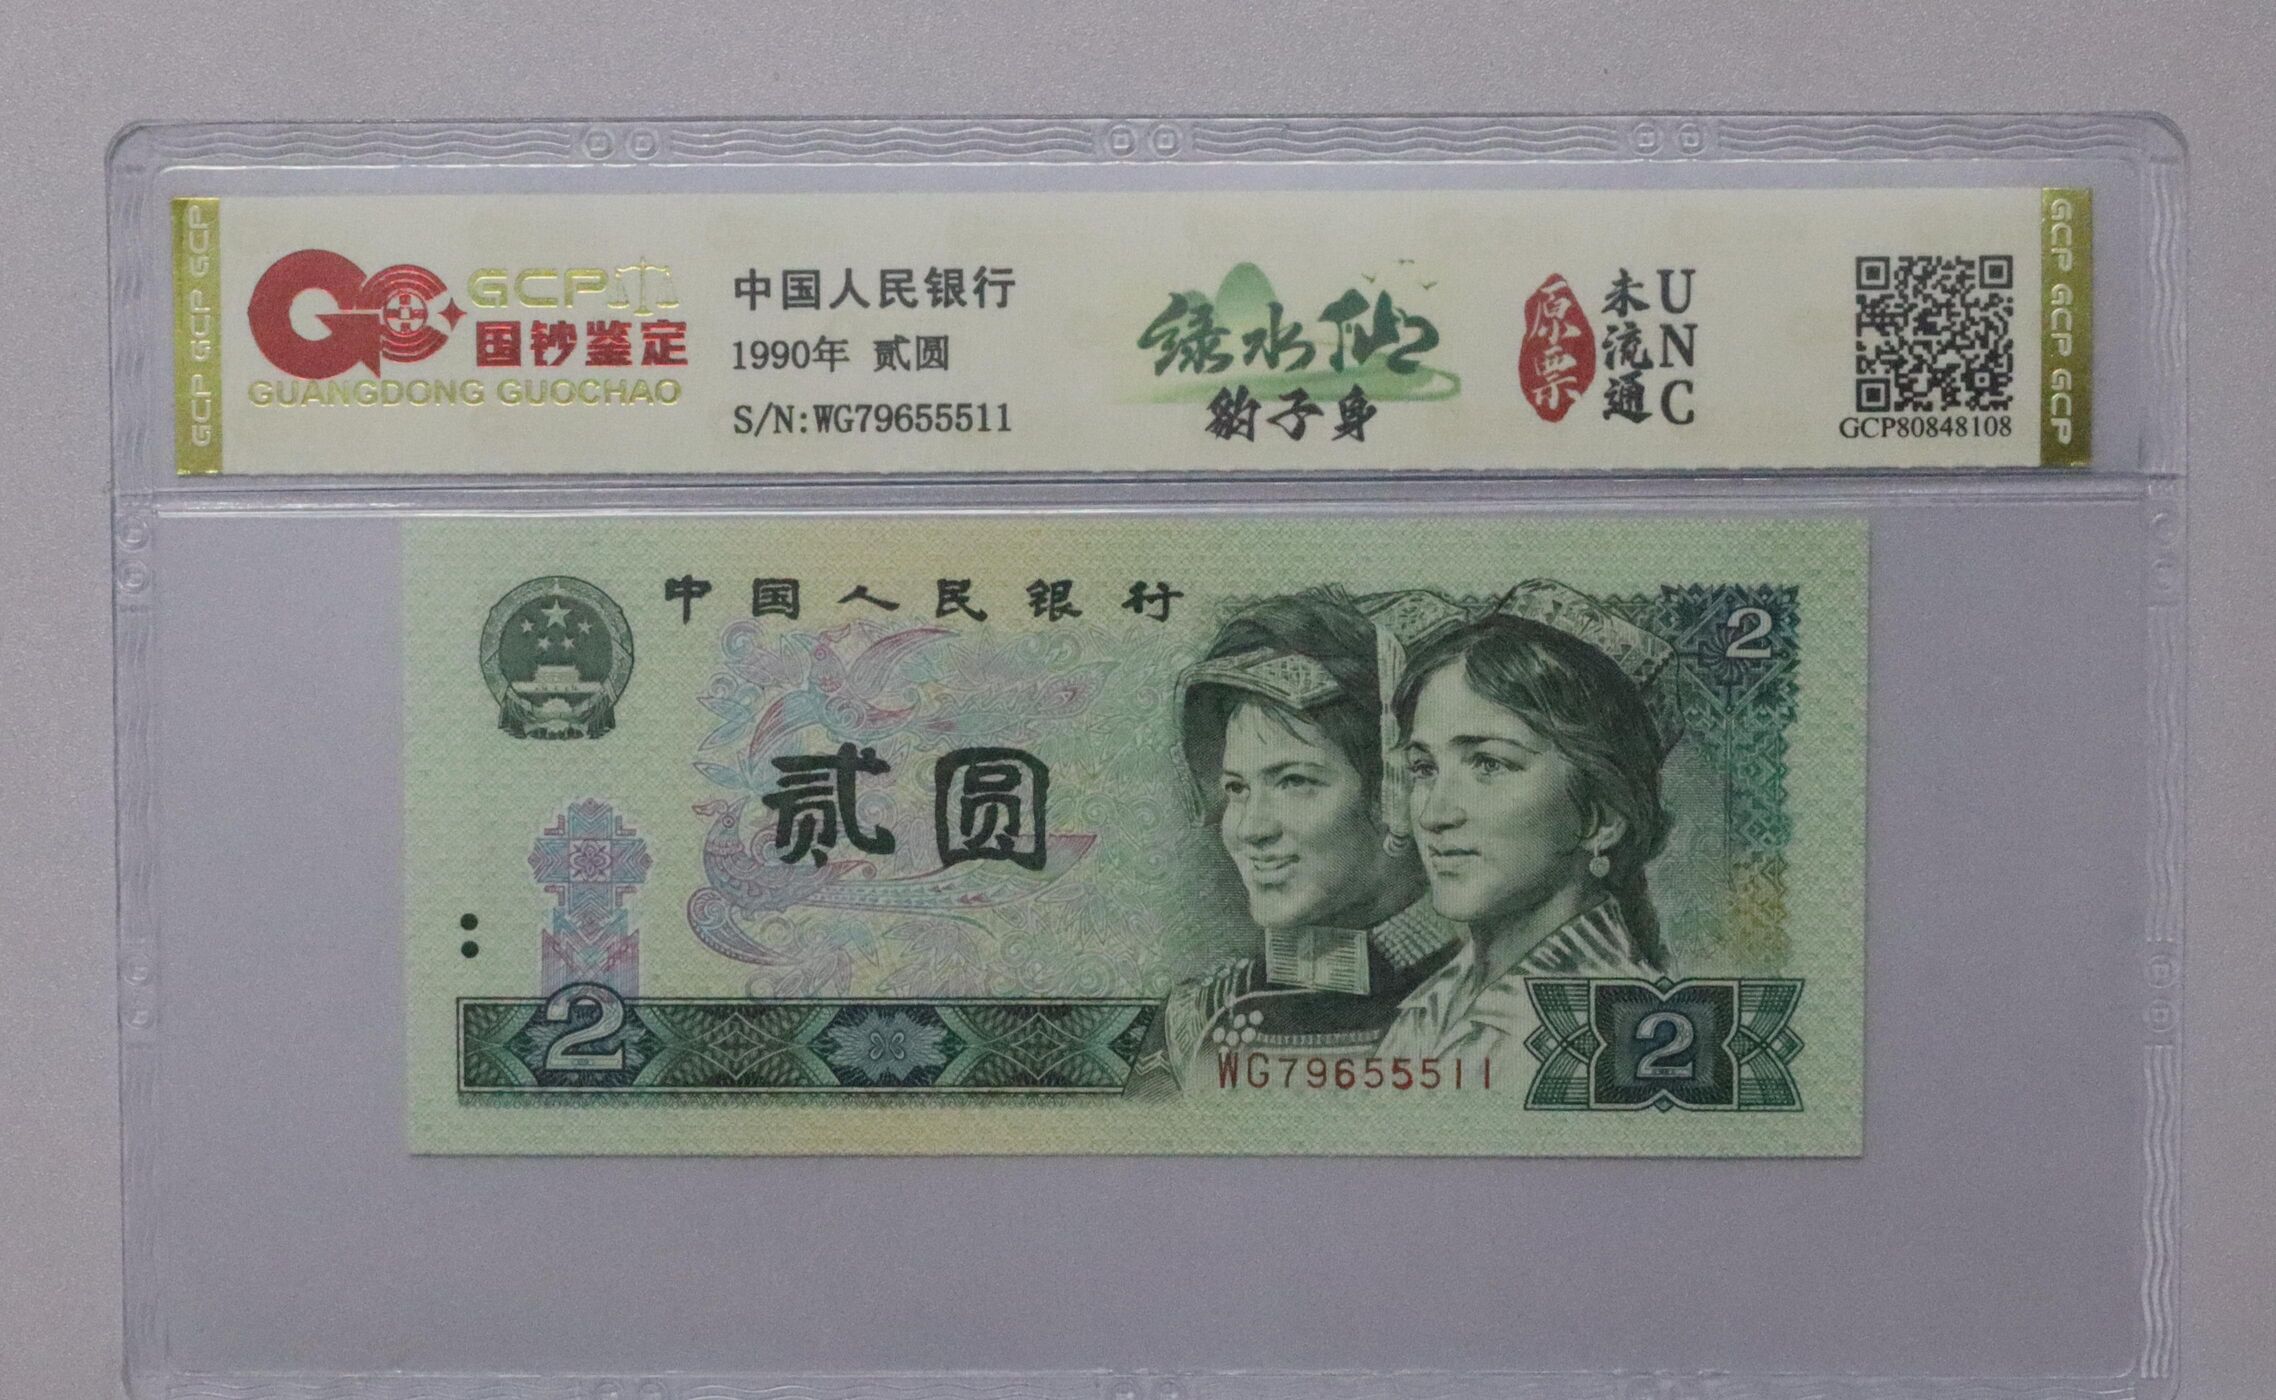 GCP GCP GCP
GCP
国钞鉴定
GUANGDONG GUOCHAO
中国人民银行
1990年 贰圆
S/N:WG79655511
绿水仙
豹子身
原票
未流通
UNC
GCP80848108
GCP GCP GCP
中国人民银行
2
贰圆
2
WG79655511
2